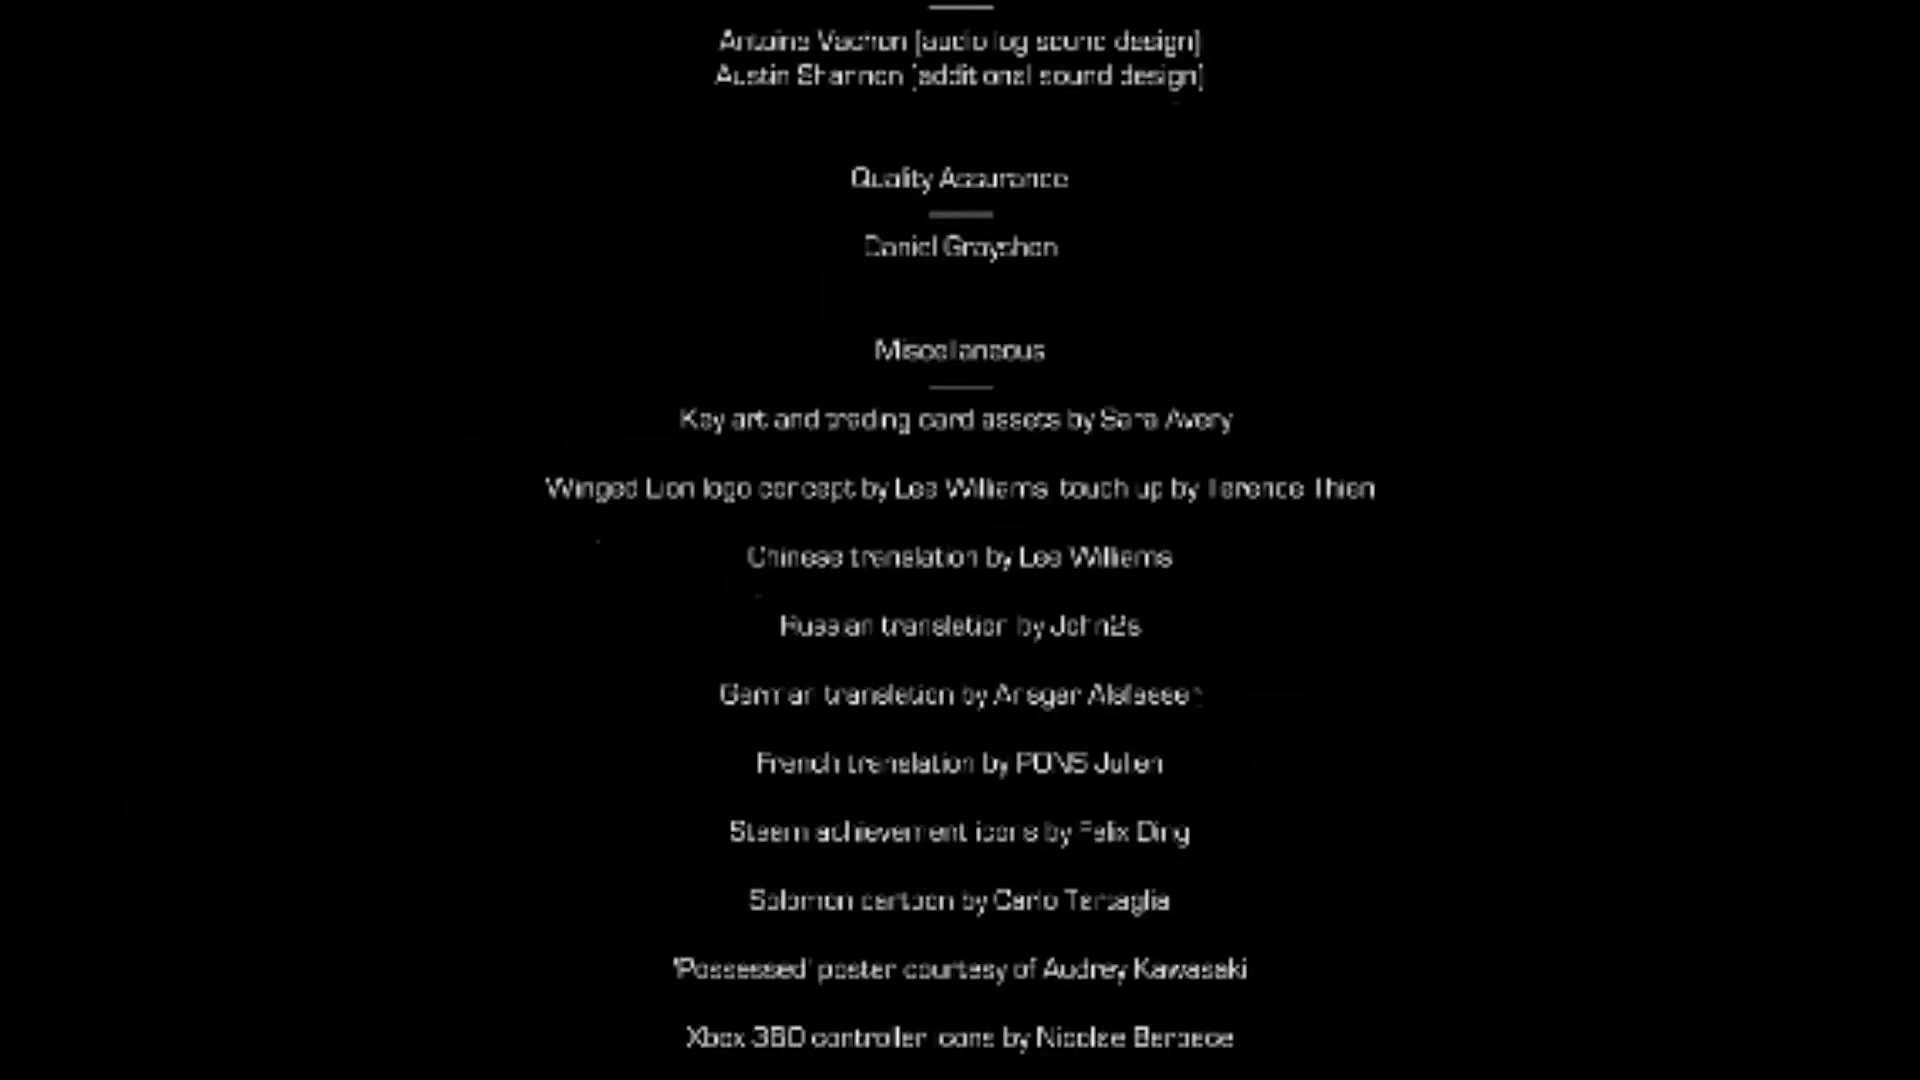 Antoine Vachon [audio log sound design]
Austin Shannon [additional sound design]
Quality Assurance
Daniel Grayshon
Miscellaneous
Key art and trading card assets by Sara Avery
Winged Lion logo concept by Lee Williams, touch up by Terence Thien
Chinese translation by Lee Williams
Russian translation by John2s
German translation by Ansgar
French translation by PONS Julien
Steam achievement icons by Felix Ding
Solomon cartoon by Carlo Tartaglia
'Possessed' poster courtesy of Audrey Kawasaki
Xbox 360 controller icons by Nicolae Berbece